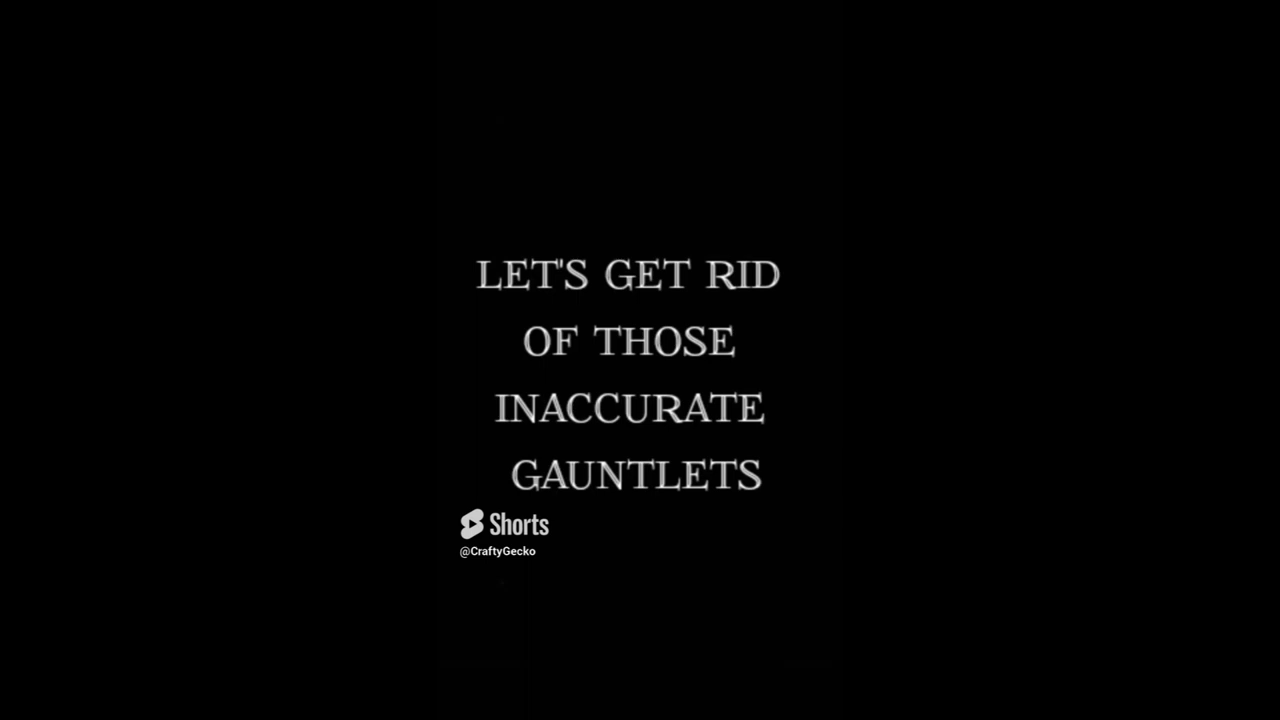 LET'S GET RID
OF THOSE
INACCURATE
GAUNTLETS
Shorts
@CraftyGecko